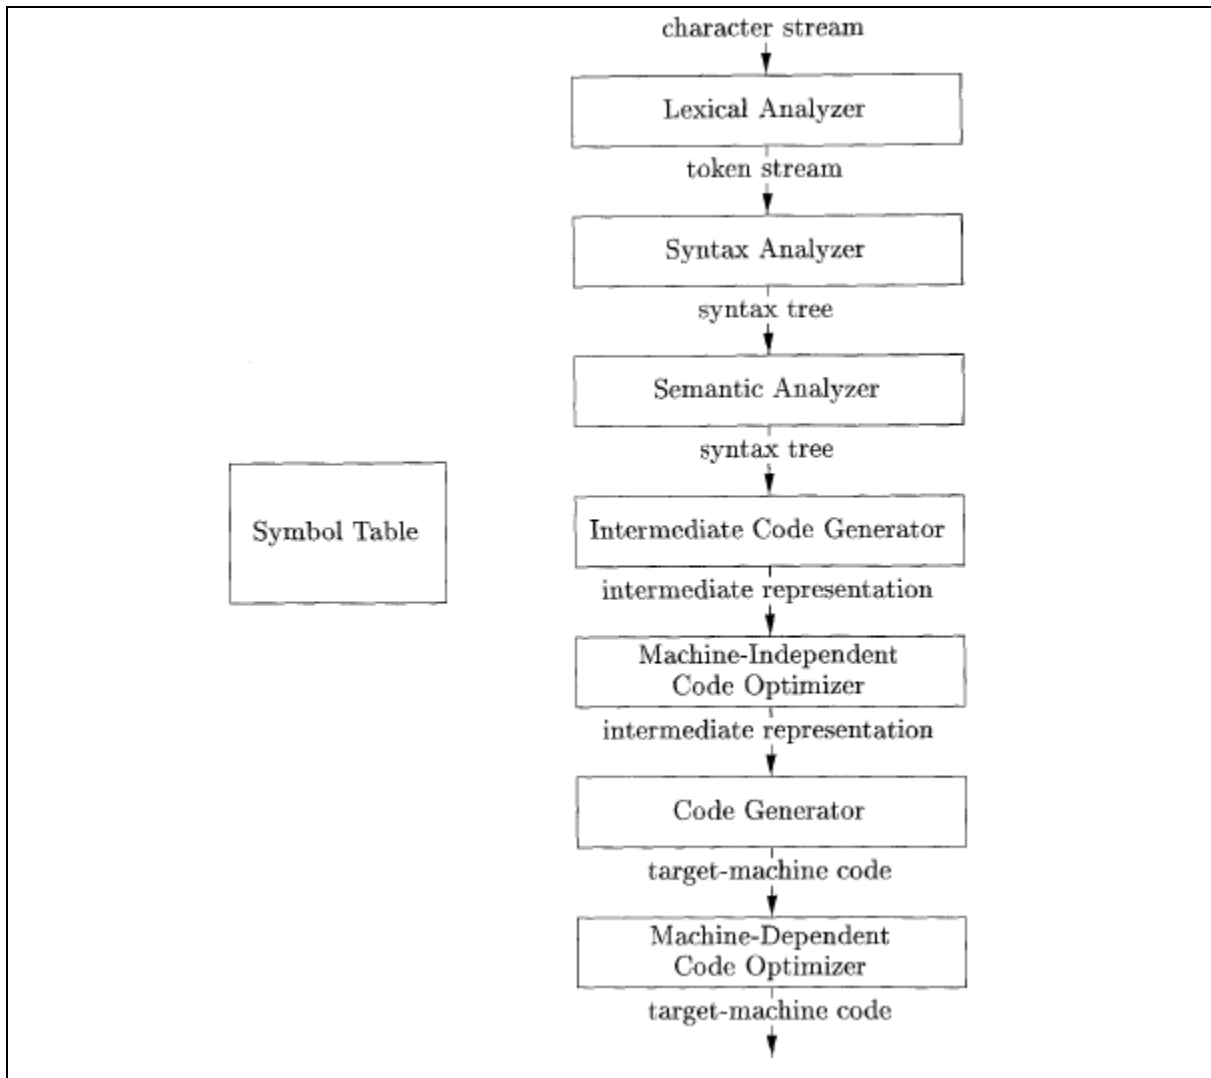 character stream
Lexical Analyzer
token stream
Syntax Analyzer
syntax tree
Semantic Analyzer
syntax tree
Symbol Table
Intermediate Code Generator
intermediate representation
Machine-Independent
Code Optimizer
intermediate representation
Code Generator
target-machine code
Machine-Dependent
Code Optimizer
target-machine code